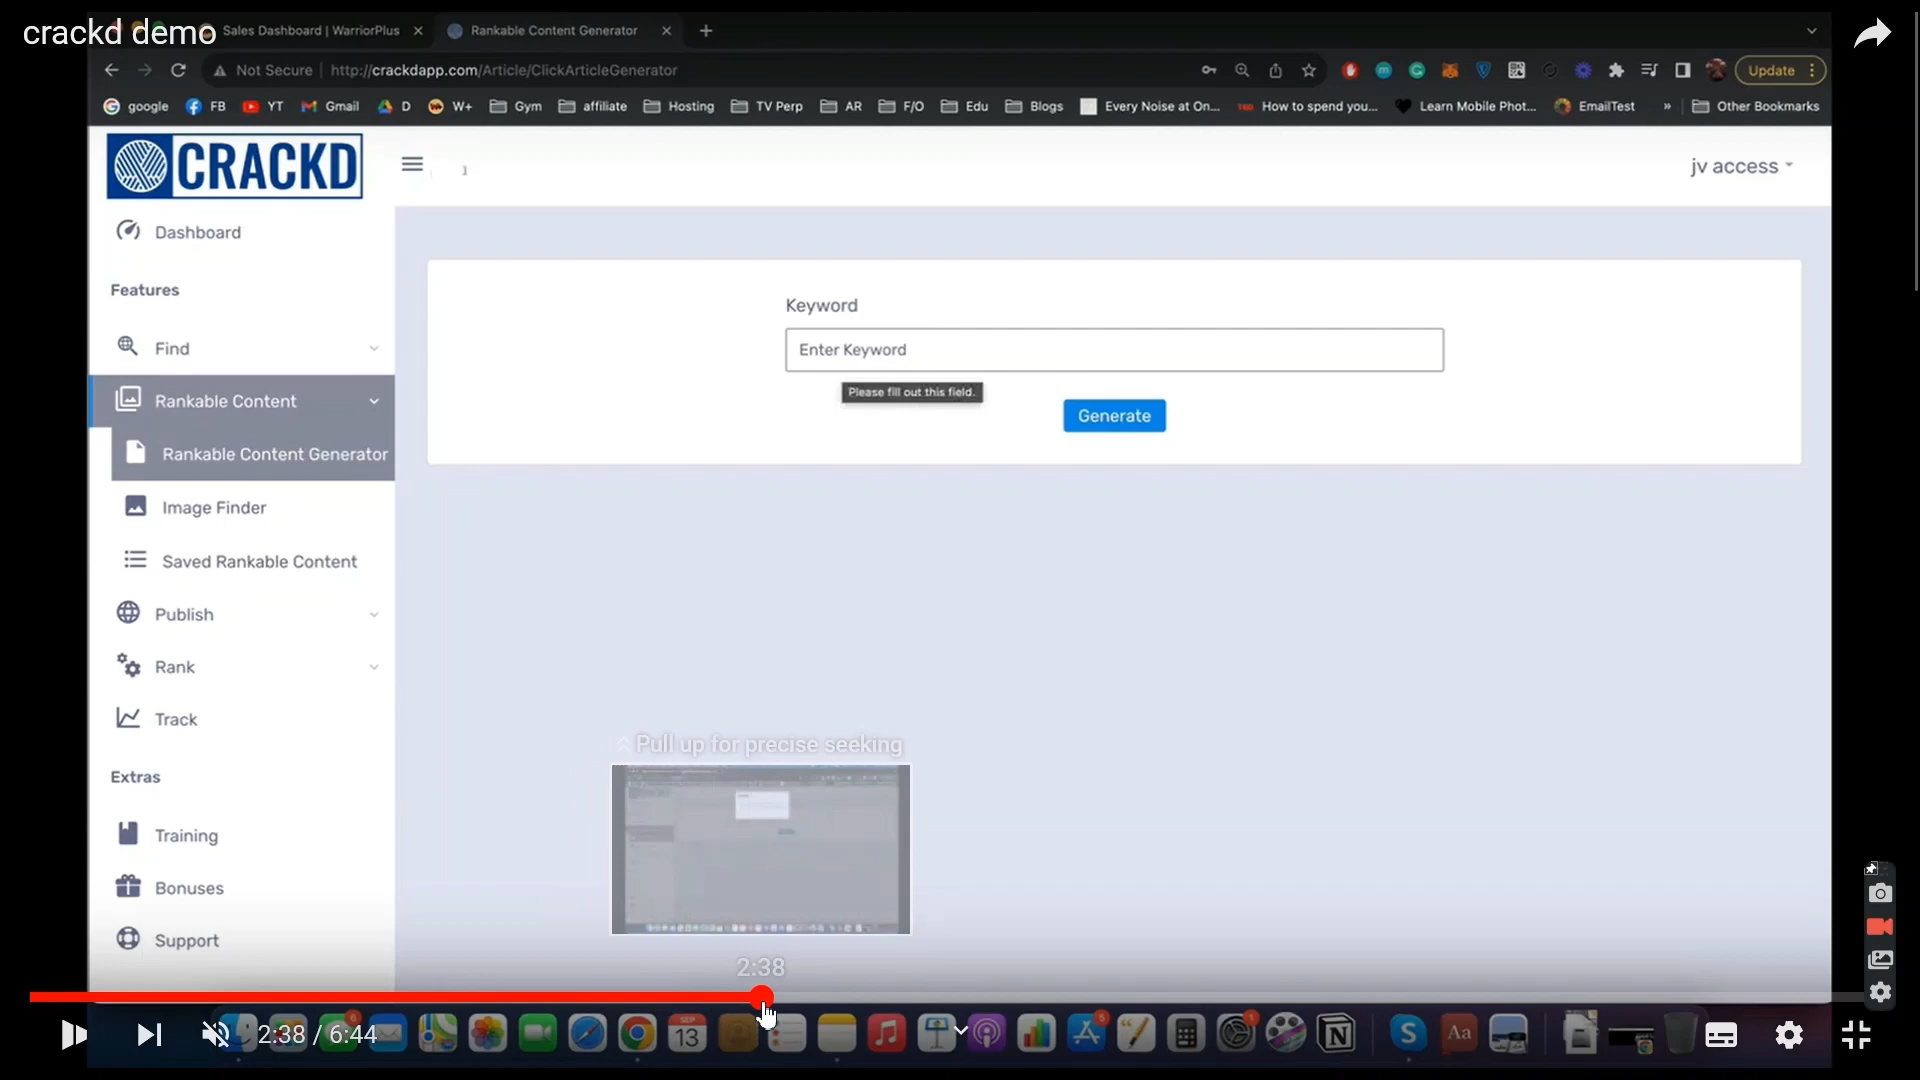 crackd demo
Sales Dashboard | WarriorPlus
Rankable Content Generator
Not Secure
http://crackdapp.com/Article/ClickArticleGenerator
Update
google
FB
YT
Gmail
D
W+
Gym
affiliate
Hosting
TV Perp
AR
F/O
Edu
Blogs
Every Noise at On...
How to spend you...
Learn Mobile Phot...
EmailTest
»
Other Bookmarks
CRACKD
jv access
Dashboard
Features
Find
Rankable Content
Rankable Content Generator
Image Finder
Saved Rankable Content
Publish
Rank
Track
Extras
Training
Bonuses
Support
Keyword
Enter Keyword
Please fill out this field.
Generate
Pull up for precise seeking
2:38
2:38 / 6:44
SEP
13
Aa